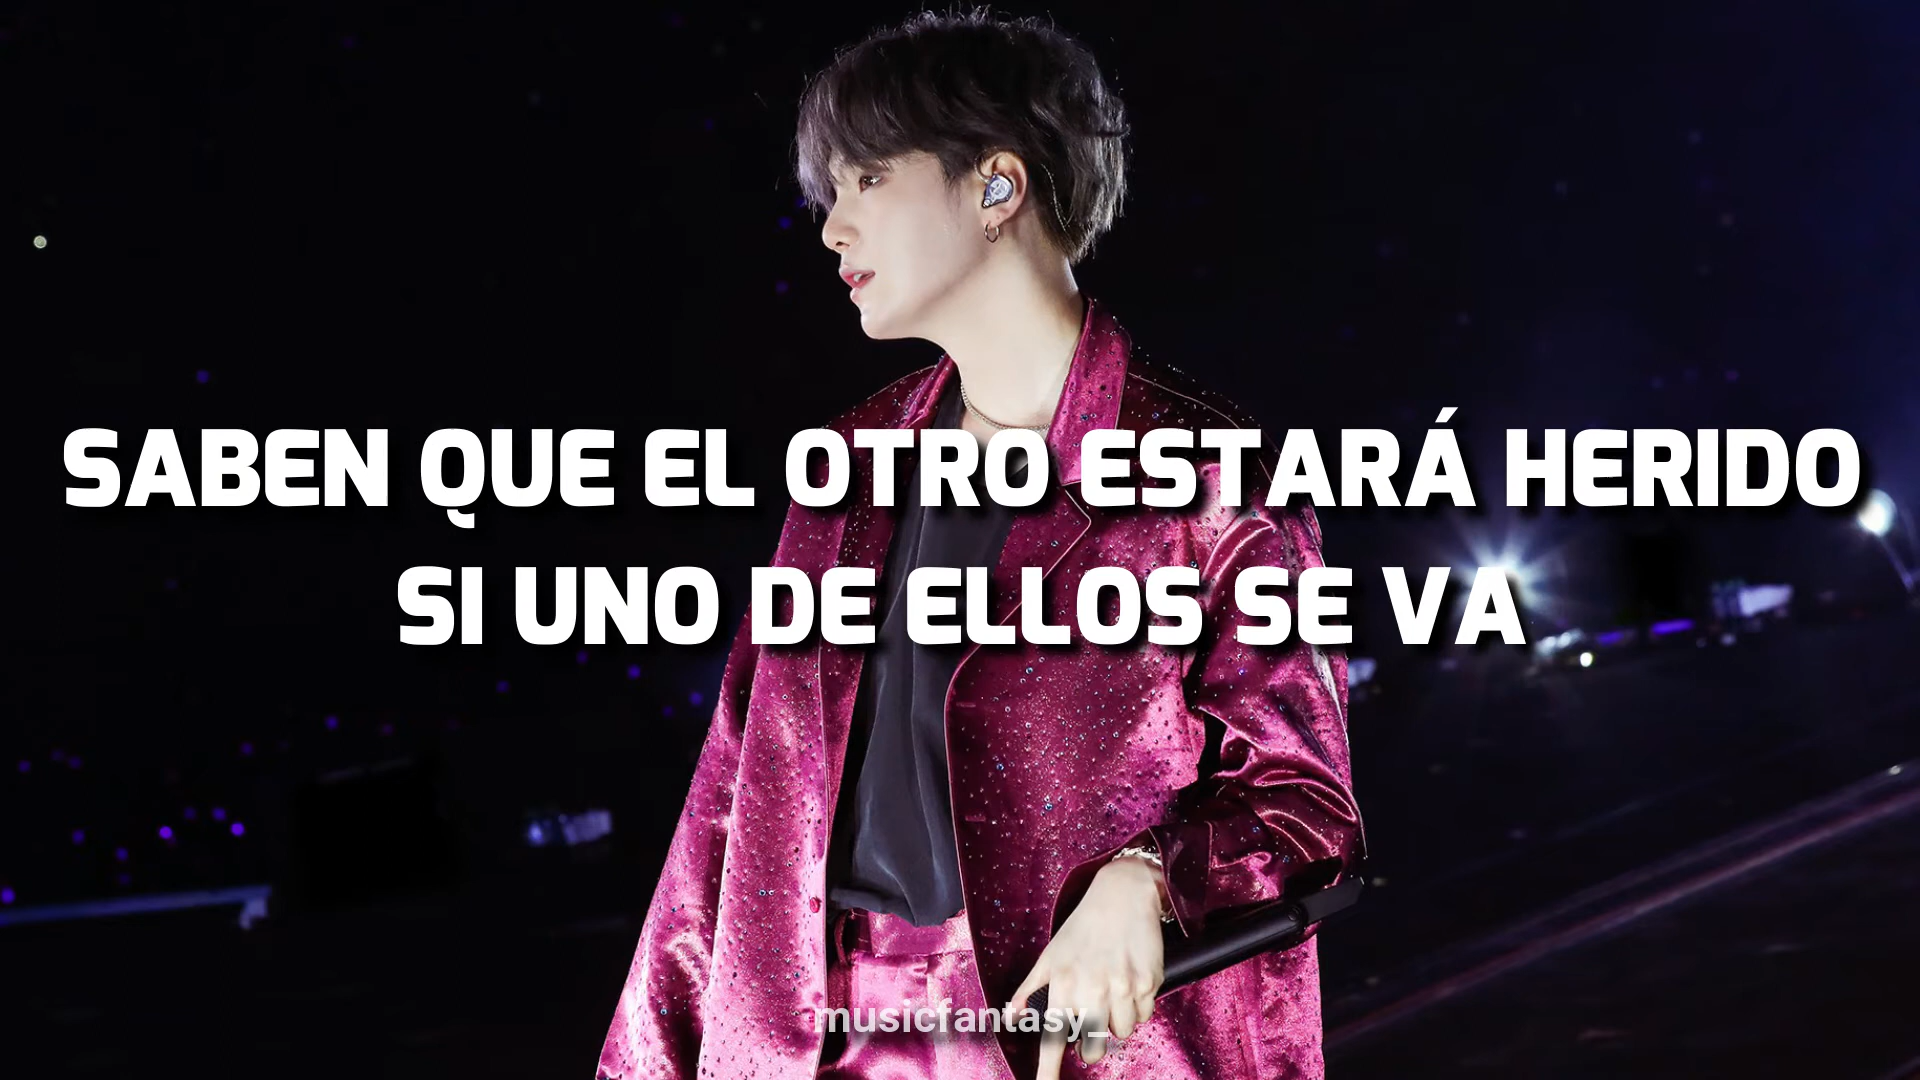 SABEN QUE EL OTRO ESTARÁ HERIDO
SI UNO DE ELLOS SE VA
musicfantasy_